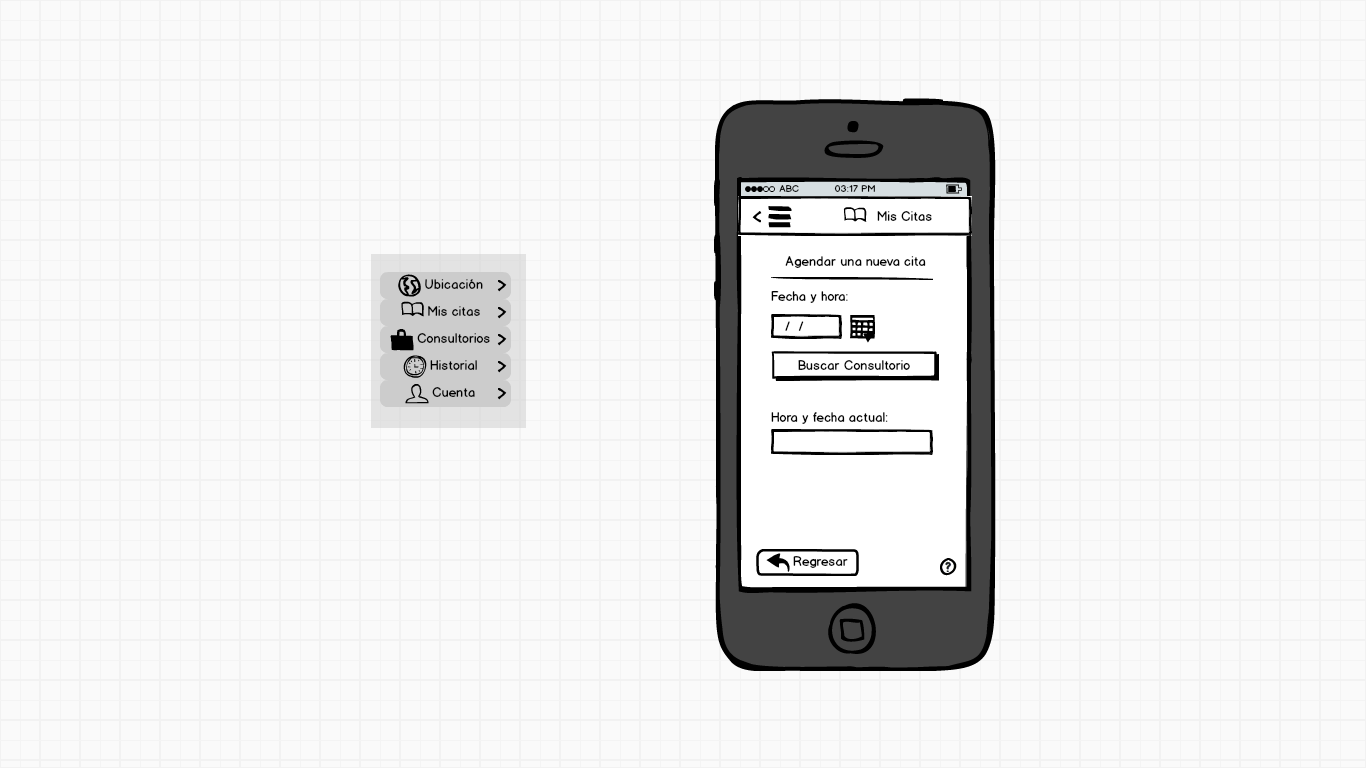 Ubicación
Mis citas
Consultorios
Historial
Cuenta
ABC 03:17 PM
Mis Citas
Agendar una nueva cita
Fecha y hora:
/ /
Buscar Consultorio
Hora y fecha actual:
Regresar
?